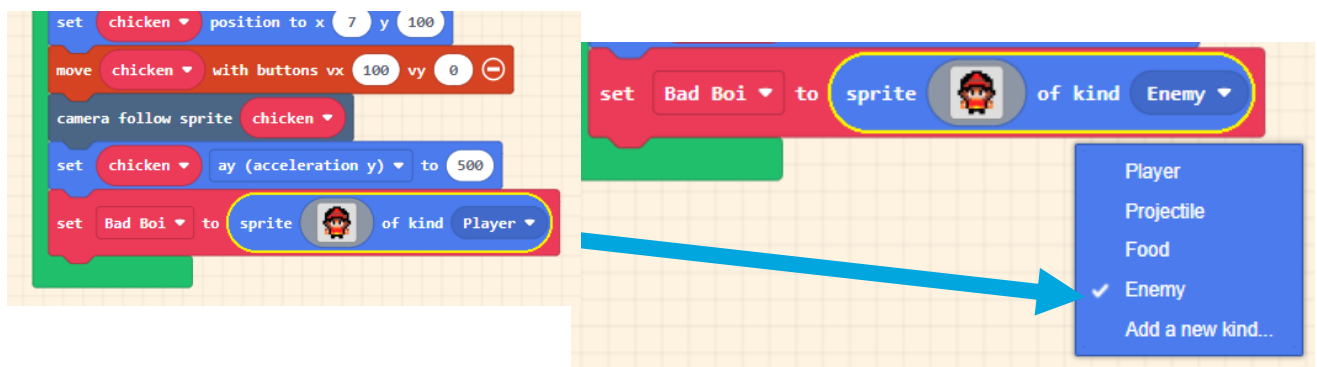 set chicken position to x 7 y 100
move chicken with buttons vx 100 vy 0
camera follow sprite chicken
set chicken ay (acceleration y) to 500
set Bad Boi to sprite of kind Player
set Bad Boi to sprite of kind Enemy
Player
Projectile
Food
Enemy
Add a new kind...